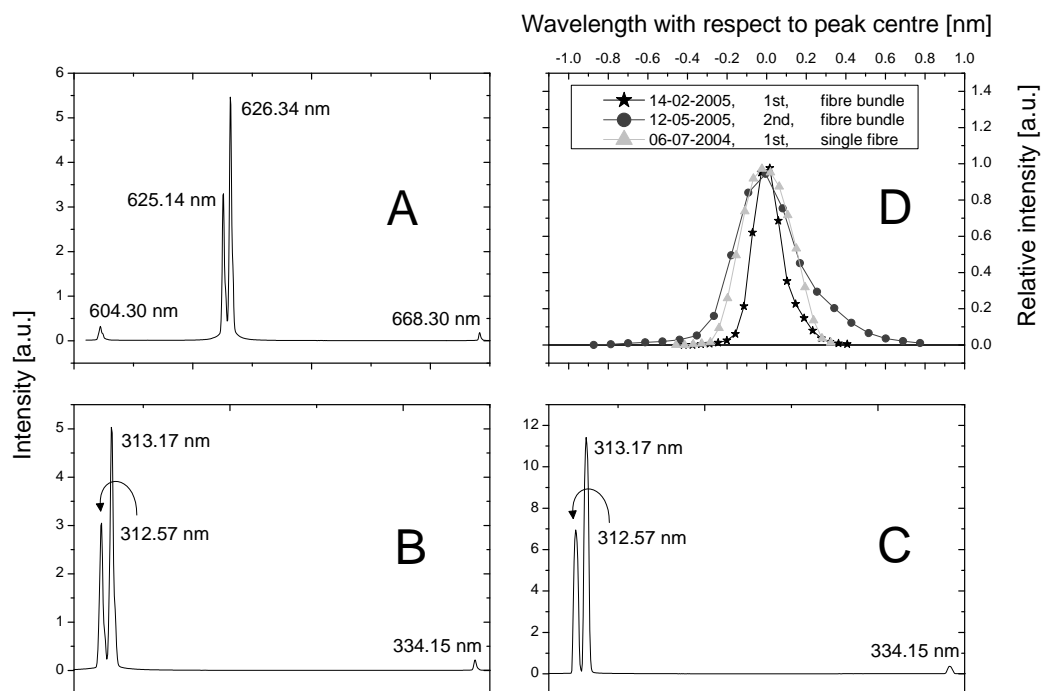 Wavelength with respect to peak centre [nm]
-1.0 -0.8 -0.6 -0.4 -0.2 0.0 0.2 0.4 0.6 0.8 1.0
6
5
4
3
2
1
0
626.34 nm
625.14 nm
604.30 nm
668.30 nm
A
14-02-2005, 1st, fibre bundle
12-05-2005, 2nd, fibre bundle
06-07-2004, 1st, single fibre
D
1.4
1.2
1.0
0.8
0.6
0.4
0.2
0.0
Relative intensity [a.u.]
Intensity [a.u.]
5
4
3
2
1
0
313.17 nm
312.57 nm
334.15 nm
B
12
10
8
6
4
2
0
313.17 nm
312.57 nm
334.15 nm
C